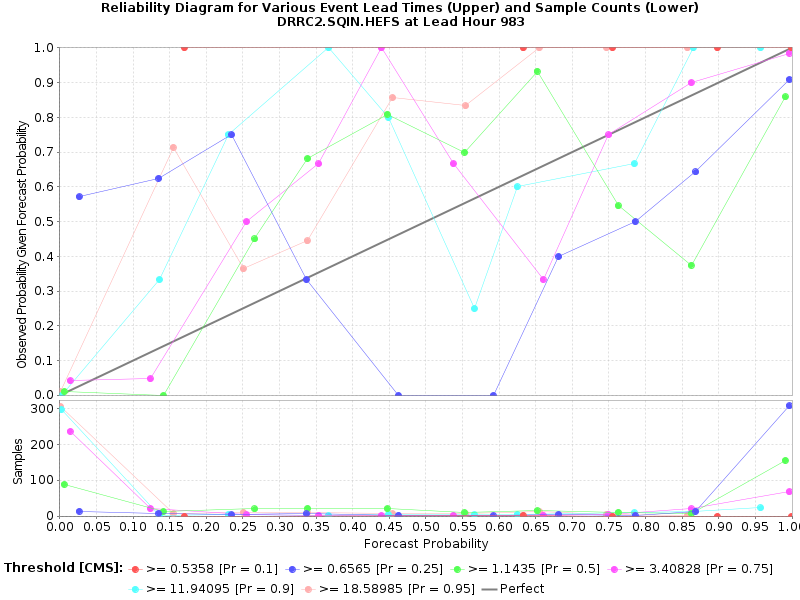 Reliability Diagram for Various Event Lead Times (Upper) and Sample Counts (Lower)
DRRC2.SQIN.HEFS at Lead Hour 983
Observed Probability Given Forecast Probability
1.0
0.9
0.8
0.7
0.6
0.5
0.4
0.3
0.2
0.1
0.0
Samples
300
200
100
0
0.00 0.05 0.10 0.15 0.20 0.25 0.30 0.35 0.40 0.45 0.50 0.55 0.60 0.65 0.70 0.75 0.80 0.85 0.90 0.95 1.0
Forecast Probability
Threshold [CMS]: >= 0.5358 [Pr = 0.1] >= 0.6565 [Pr = 0.25] >= 1.1435 [Pr = 0.5] >= 3.40828 [Pr = 0.75]
>= 11.94095 [Pr = 0.9] >= 18.58985 [Pr = 0.95] Perfect